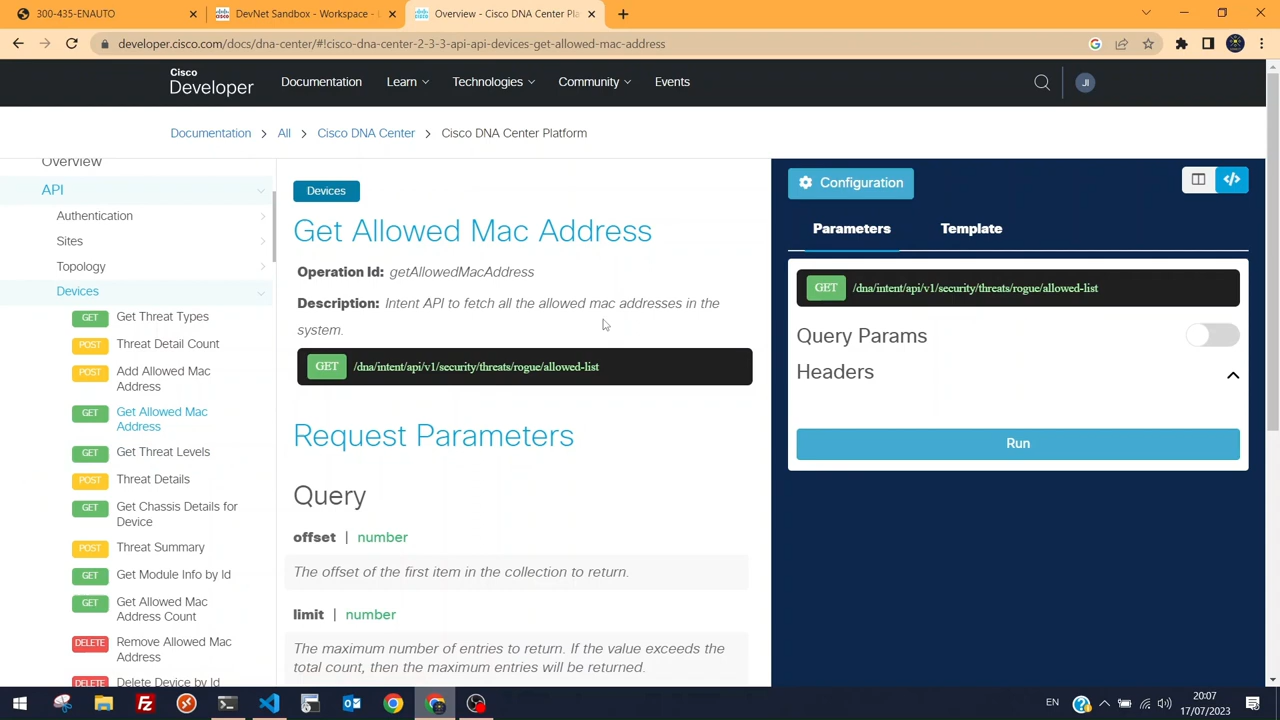 300-435-ENAUTO
DevNet Sandbox - Workspace -
Overview - Cisco DNA Center Pla
developer.cisco.com/docs/dna-center/#!cisco-dna-center-2-3-3-api-api-devices-get-allowed-mac-address
Cisco
Developer
Documentation
Learn
Technologies
Community
Events
JI
Documentation
All
Cisco DNA Center
Cisco DNA Center Platform
Overview
API
Authentication
Sites
Topology
Devices
GET Get Threat Types
POST Threat Detail Count
POST Add Allowed Mac
Address
GET Get Allowed Mac
Address
GET Get Threat Levels
POST Threat Details
GET Get Chassis Details for
Device
POST Threat Summary
GET Get Module Info by Id
GET Get Allowed Mac
Address Count
DELETE Remove Allowed Mac
Address
DELETE Delete Device by Id
Devices
Get Allowed Mac Address
Operation Id: getAllowedMacAddress
Description: Intent API to fetch all the allowed mac addresses in the
system.
GET /dna/intent/api/v1/security/threats/rogue/allowed-list
Request Parameters
Query
offset | number
The offset of the first item in the collection to return.
limit | number
The maximum number of entries to return. If the value exceeds the
total count, then the maximum entries will be returned.
Configuration
Parameters
Template
GET /dna/intent/api/v1/security/threats/rogue/allowed-list
Query Params
Headers
Run
EN
20:07
17/07/2023